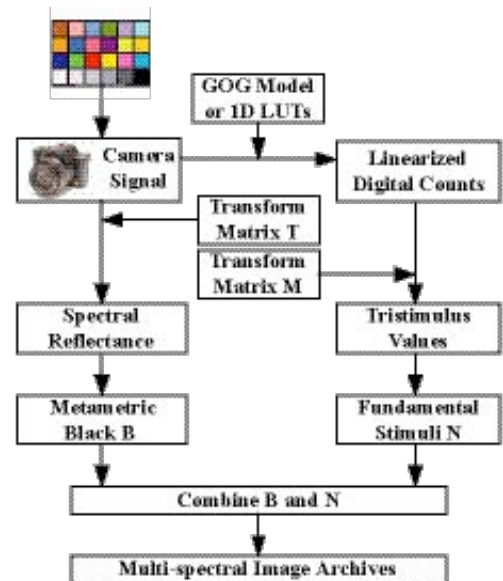 GOG Model
or 1D LUTs
Camera
Signal
Linearized
Digital Counts
Transform
Matrix T
Transform
Matrix M
Spectral
Reflectance
Tristimulus
Values
Metametric
Black B
Fundamental
Stimuli N
Combine B and N
Multi-spectral Image Archives